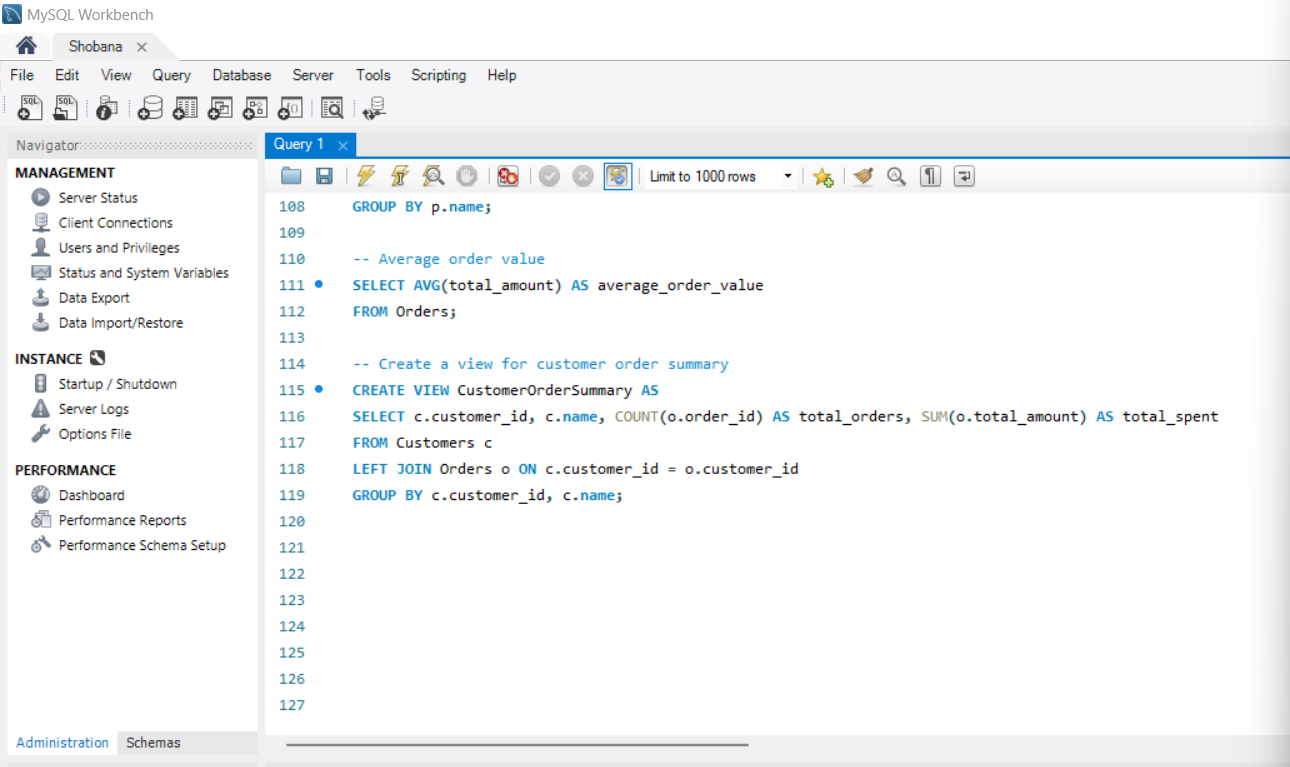 MySQL Workbench
Shobana
File Edit View Query Database Server Tools Scripting Help
Navigator
MANAGEMENT
Server Status
Client Connections
Users and Privileges
Status and System Variables
Data Export
Data Import/Restore
INSTANCE
Startup / Shutdown
Server Logs
Options File
PERFORMANCE
Dashboard
Performance Reports
Performance Schema Setup
Administration Schemas
Query 1
Limit to 1000 rows
108 GROUP BY p.name;
109
110 -- Average order value
111 SELECT AVG(total_amount) AS average_order_value
112 FROM Orders;
113
114 -- Create a view for customer order summary
115 CREATE VIEW CustomerOrderSummary AS
116 SELECT c.customer_id, c.name, COUNT(o.order_id) AS total_orders, SUM(o.total_amount) AS total_spent
117 FROM Customers c
118 LEFT JOIN Orders o ON c.customer_id = o.customer_id
119 GROUP BY c.customer_id, c.name;
120
121
122
123
124
125
126
127